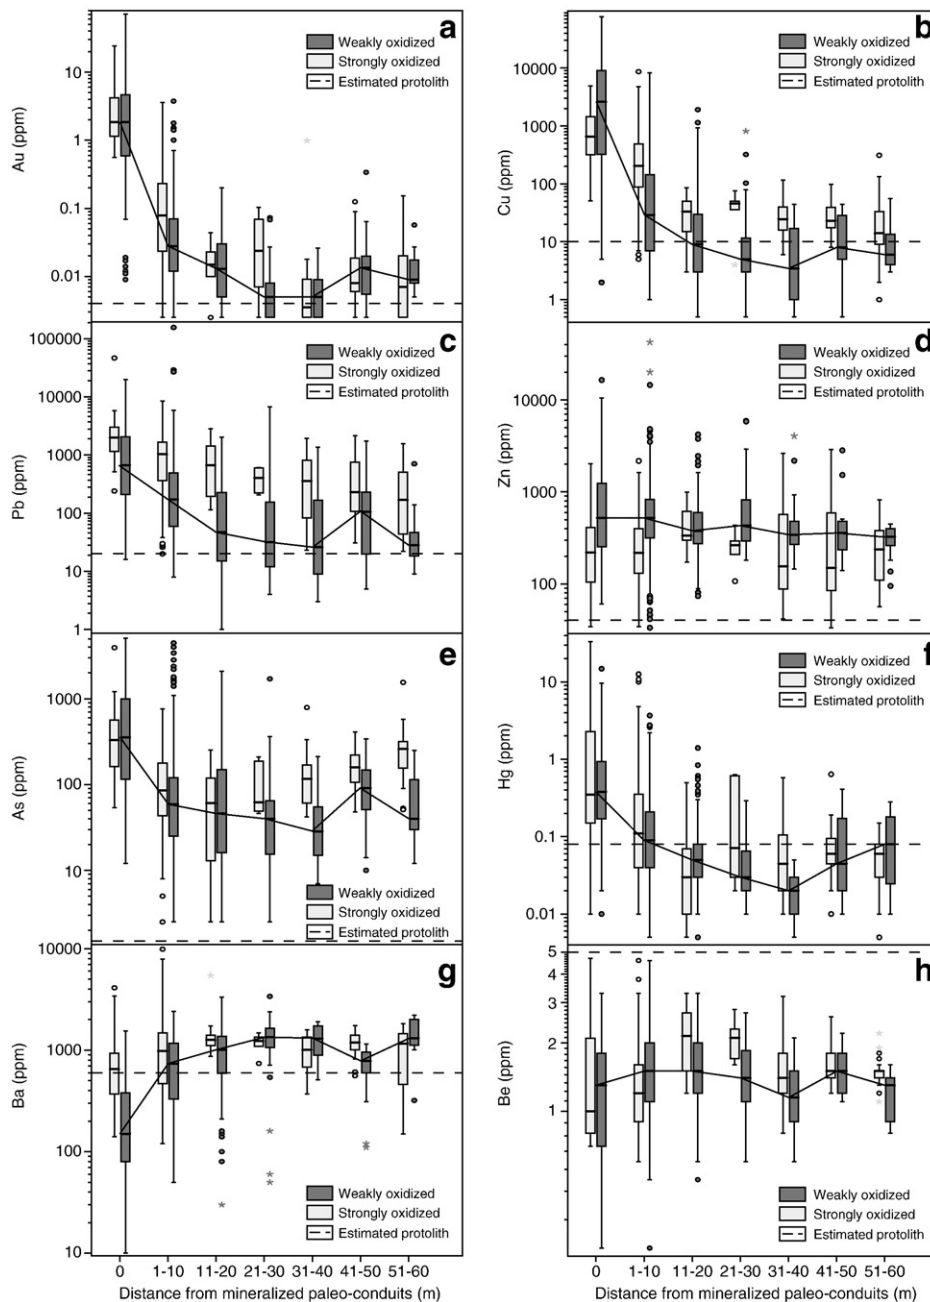 a
Weakly oxidized
Strongly oxidized
Estimated protolith
Au (ppm)
10
1
0.1
0.01
b
Weakly oxidized
Strongly oxidized
Estimated protolith
Cu (ppm)
10000
1000
100
10
1
c
Weakly oxidized
Strongly oxidized
Estimated protolith
Pb (ppm)
100000
10000
1000
100
10
1
d
Weakly oxidized
Strongly oxidized
Estimated protolith
Zn (ppm)
10000
1000
100
e
Weakly oxidized
Strongly oxidized
Estimated protolith
As (ppm)
1000
100
10
f
Weakly oxidized
Strongly oxidized
Estimated protolith
Hg (ppm)
10
1
0.1
0.01
g
Weakly oxidized
Strongly oxidized
Estimated protolith
Ba (ppm)
10000
1000
100
10
0 1-10 11-20 21-30 31-40 41-50 51-60
Distance from mineralized paleo-conduits (m)
h
Weakly oxidized
Strongly oxidized
Estimated protolith
Be (ppm)
5
4
3
2
1
0 1-10 11-20 21-30 31-40 41-50 51-60
Distance from mineralized paleo-conduits (m)